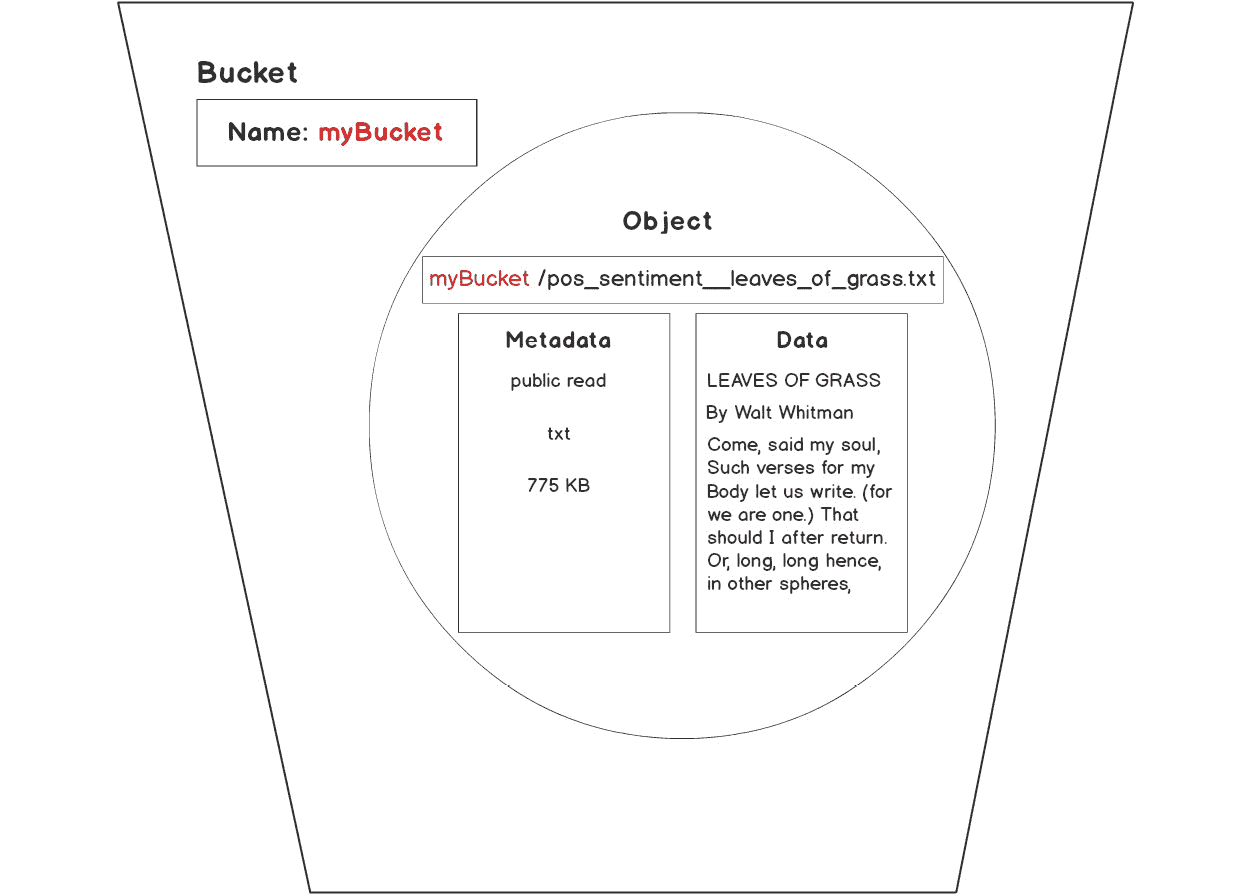 Bucket
Name: myBucket
Object
myBucket /pos_sentiment__leaves_of_grass.txt
Metadata
public read
txt
775 KB
Data
LEAVES OF GRASS
By Walt Whitman
Come, said my soul,
Such verses for my
Body let us write. (for
we are one.) That
should I after return.
Or, long, long hence,
in other spheres,